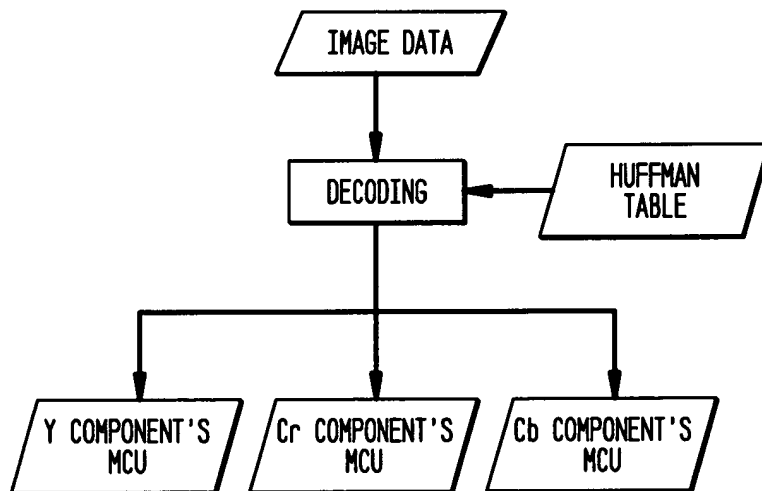 IMAGE DATA
DECODING
HUFFMAN
TABLE
Y COMPONENT'S
MCU
Cr COMPONENT'S
MCU
Cb COMPONENT'S
MCU